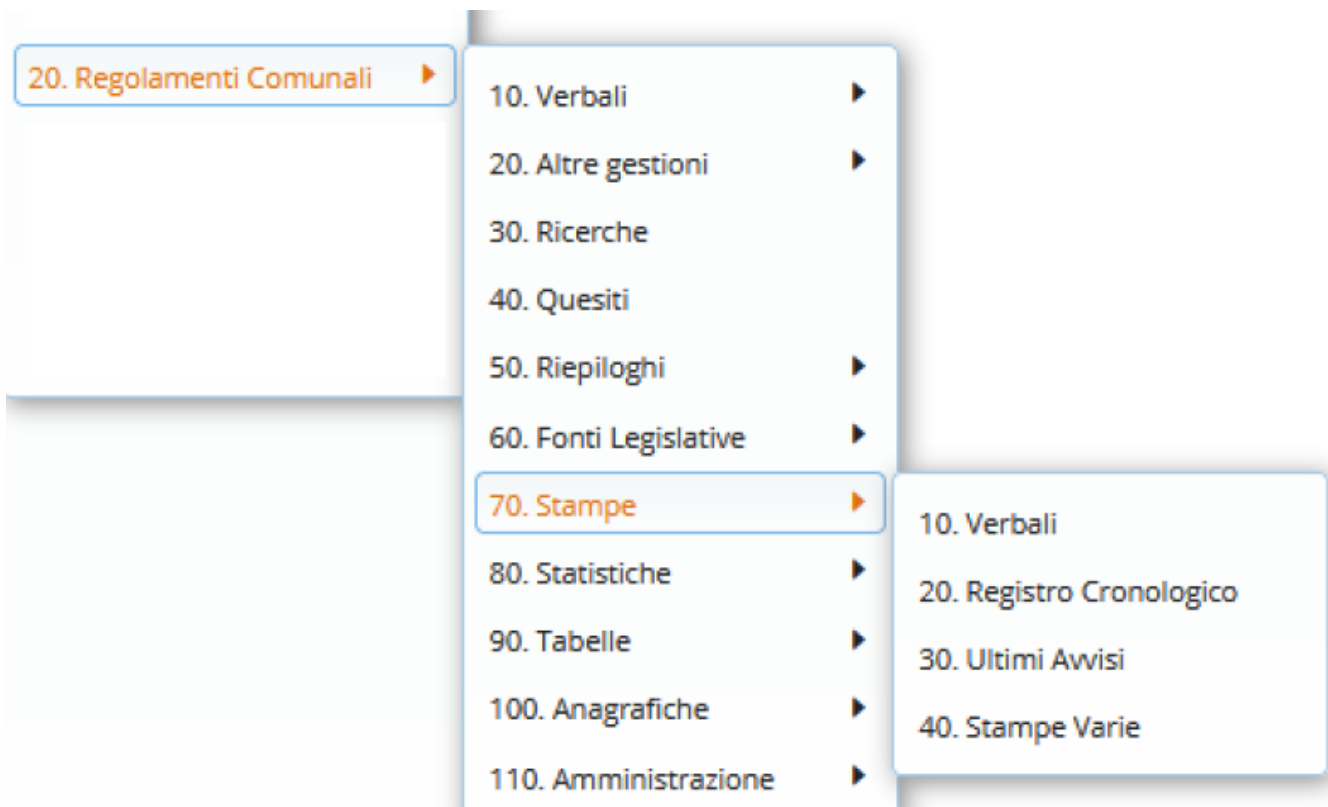 20. Regolamenti Comunali
10. Verbali
20. Altre gestioni
30. Ricerche
40. Quesiti
50. Riepiloghi
60. Fonti Legislative
70. Stampe
80. Statistiche
90. Tabelle
100. Anagrafiche
110. Amministrazione
10. Verbali
20. Registro Cronologico
30. Ultimi Avvisi
40. Stampe Varie